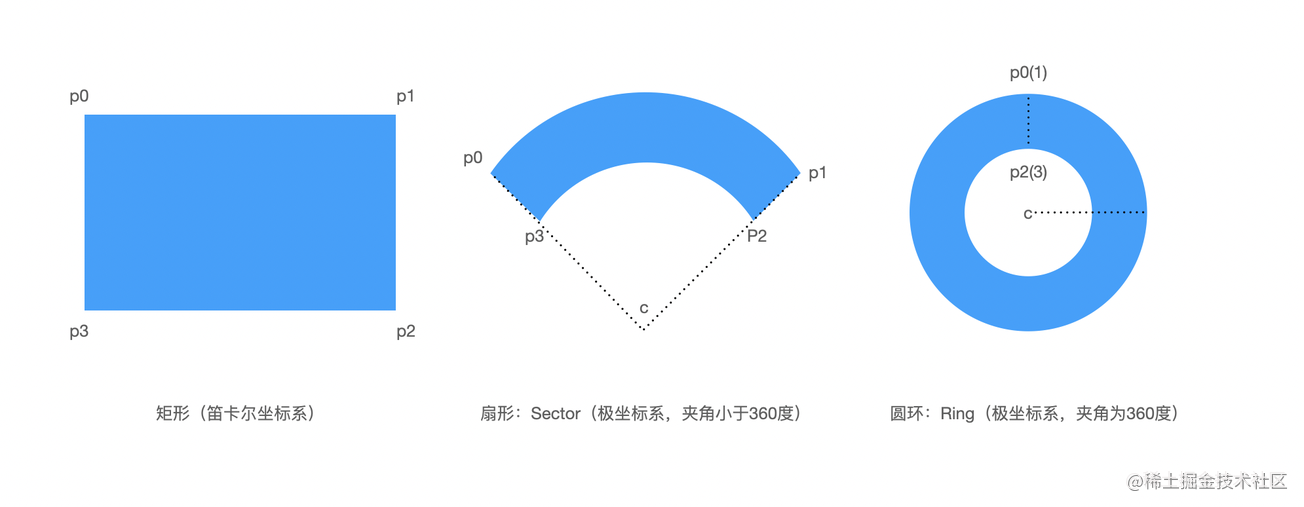 p0
p1
p3
p2
矩形（笛卡尔坐标系）
p0
p1
p3
P2
c
扇形：Sector（极坐标系，夹角小于360度）
p0(1)
p2(3)
c
圆环：Ring（极坐标系，夹角为360度）
@稀土掘金技术社区